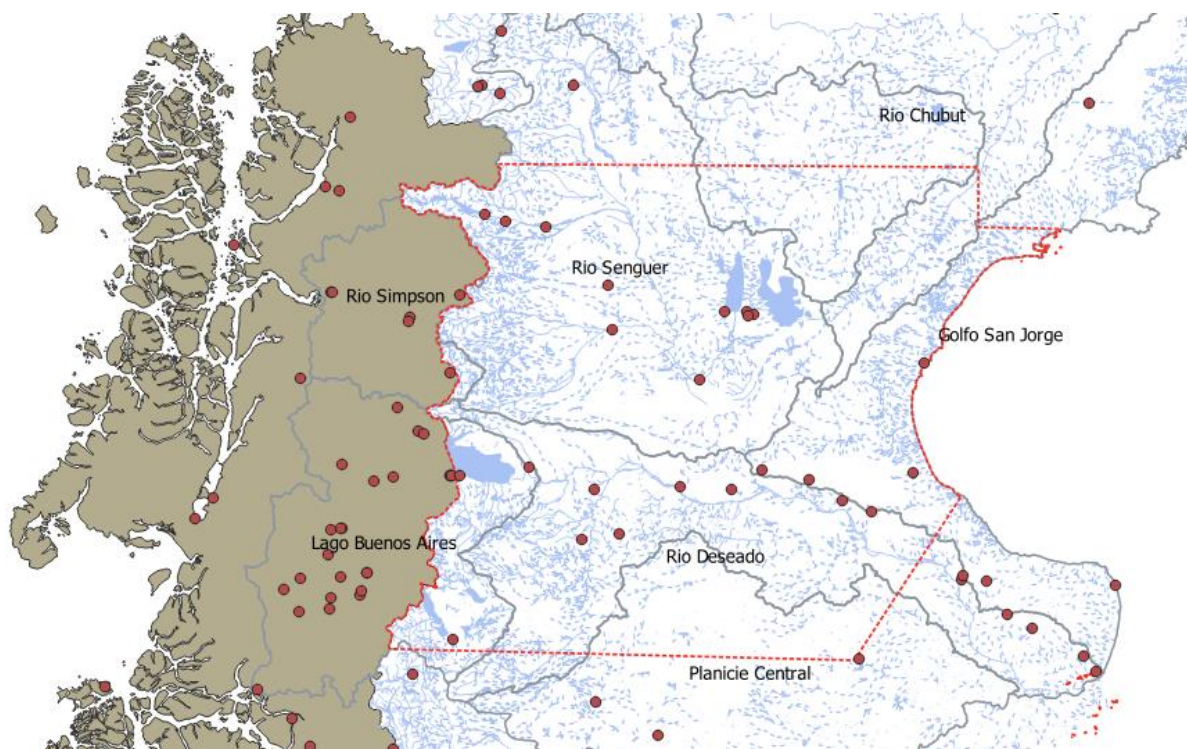 Rio Chubut
Rio Senguer
Rio Simpson
Golfo San Jorge
Lago Buenos Aires
Rio Deseado
Planicie Central